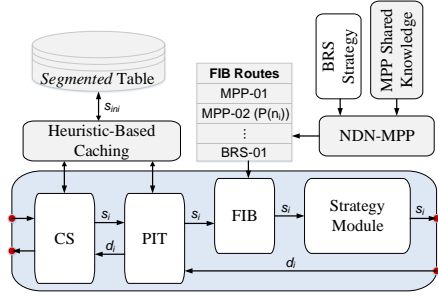 Segmented Table
s_ini
Heuristic-Based
Caching
FIB Routes
MPP-01
MPP-02 (P(n_i))
⋮
BRS-01
BRS
Strategy
MPP Shared
Knowledge
NDN-MPP
CS
s_i
d_i
PIT
s_i
FIB
s_i
Strategy
Module
s_i
d_i